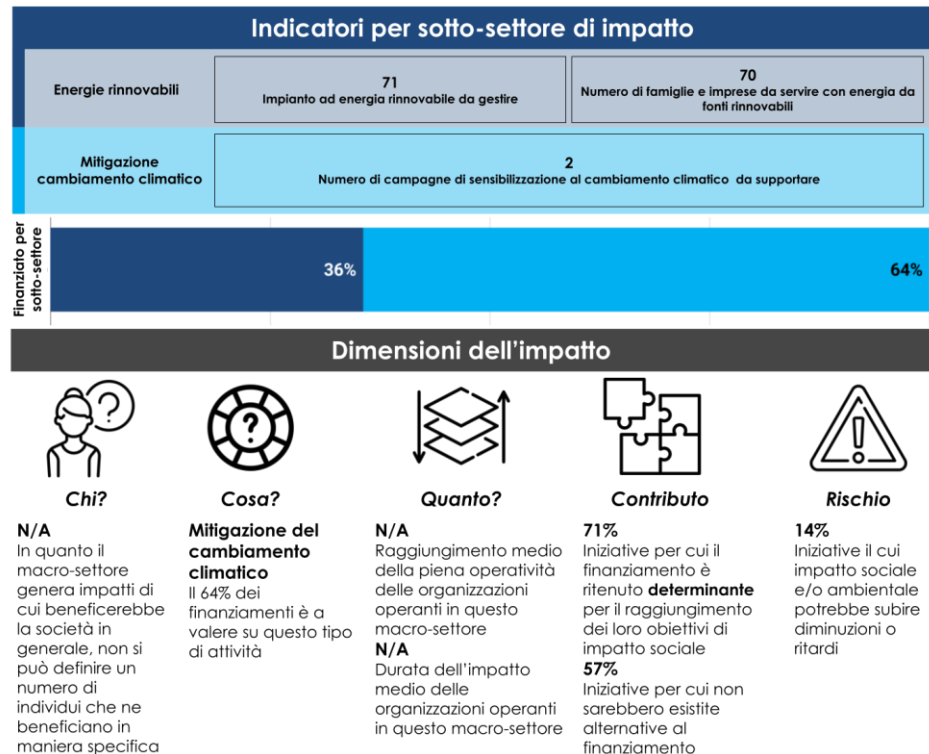 Indicatori per sotto-settore di impatto
Energie rinnovabili
71
Impianto ad energia rinnovabile da gestire
70
Numero di famiglie e imprese da servire con energia da
fonti rinnovabili
Mitigazione
cambiamento climatico
2
Numero di campagne di sensibilizzazione al cambiamento climatico da supportare
Finanziato per
sotto-settore
36%
64%
Dimensioni dell'impatto
?
Chi?
N/A
In quanto il
macro-settore
genera impatti di
cui beneficerebbe
la società in
generale, non si
può definire un
numero di
individui che ne
beneficiano in
maniera specifica
?
Cosa?
Mitigazione del
cambiamento
climatico
Il 64% dei
finanziamenti è a
valere su questo tipo
di attività
Quanto?
N/A
Raggiungimento medio
della piena operatività
delle organizzazioni
operanti in questo
macro-settore
N/A
Durata dell'impatto
medio delle
organizzazioni operanti
in questo macro-settore
Contributo
71%
Iniziative per cui il
finanziamento è
ritenuto determinante
per il raggiungimento
dei loro obiettivi di
impatto sociale
57%
Iniziative per cui non
sarebbero esistite
alternative al
finanziamento
!
Rischio
14%
Iniziative il cui
impatto sociale
e/o ambientale
potrebbe subire
diminuzioni o
ritardi